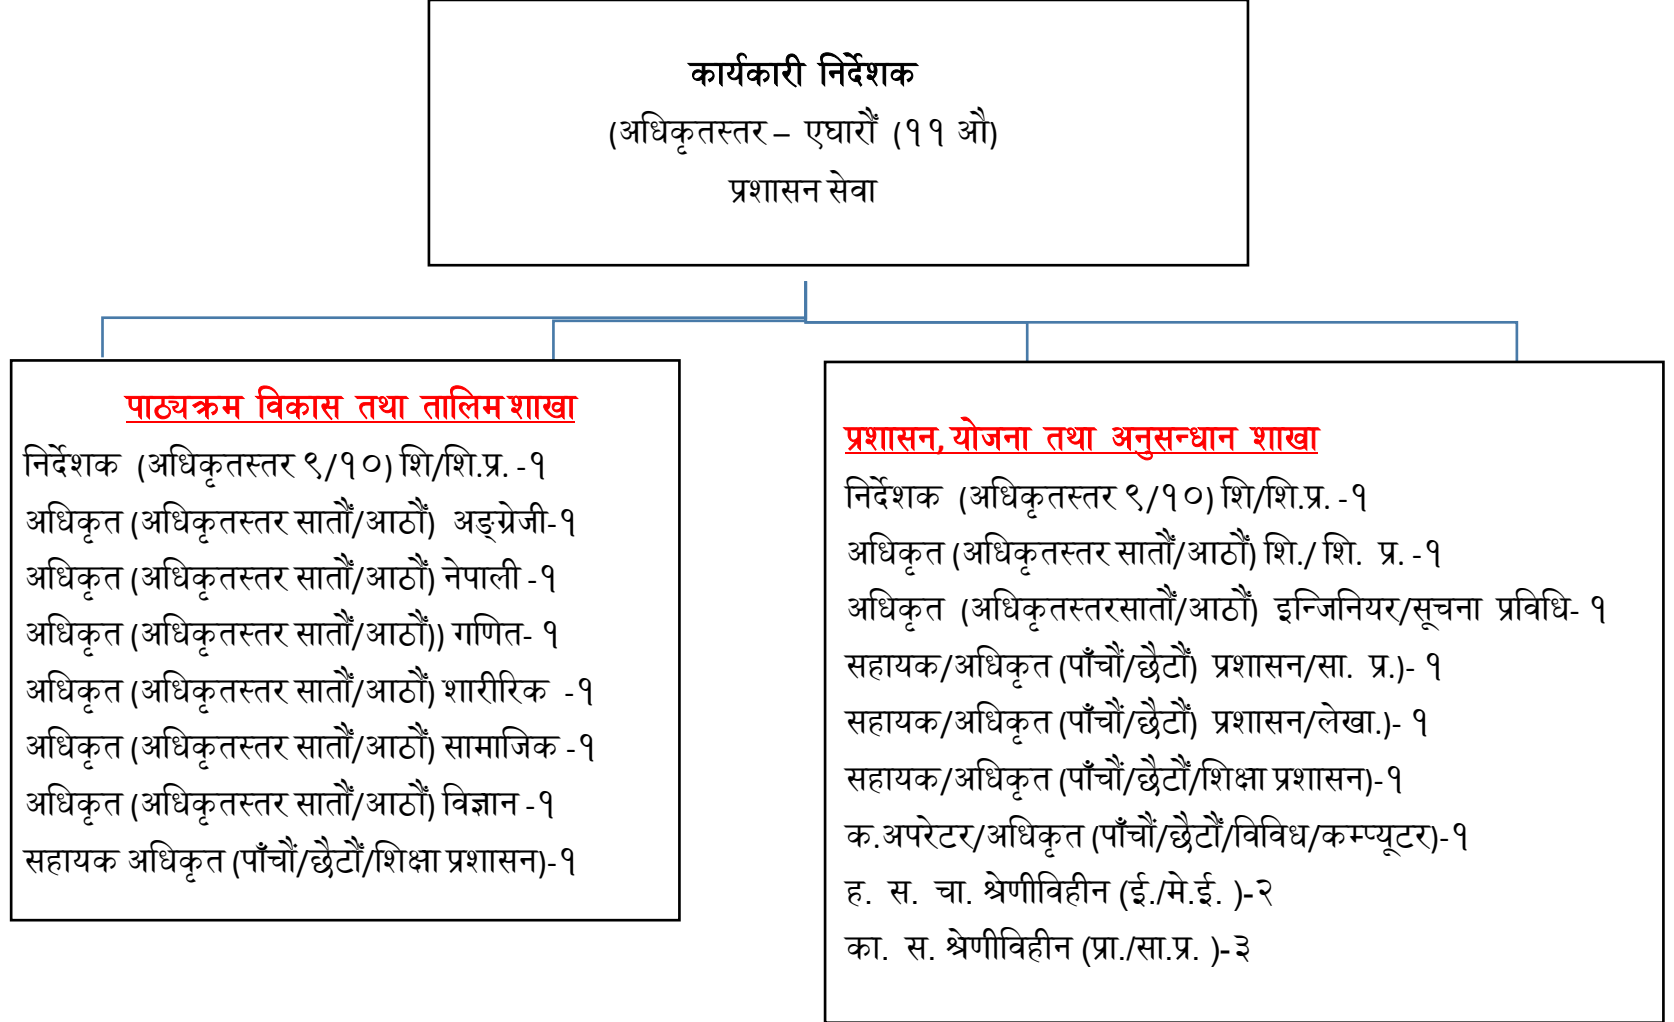 कार्यकारी निर्देशक
(अधिकृतस्तर – एघारौँ (११ औ)
प्रशासन सेवा
पाठ्यक्रम विकास तथा तालिम शाखा
निर्देशक (अधिकृतस्तर ९/१०) शि/शि.प्र. -१
अधिकृत (अधिकृतस्तर सातौँ/आठौँ) अङ्ग्रेजी-१
अधिकृत (अधिकृतस्तर सातौँ/आठौँ) नेपाली -१
अधिकृत (अधिकृतस्तर सातौँ/आठौँ)) गणित- १
अधिकृत (अधिकृतस्तर सातौँ/आठौँ) शारीरिक -१
अधिकृत (अधिकृतस्तर सातौँ/आठौँ) सामाजिक -१
अधिकृत (अधिकृतस्तर सातौँ/आठौँ) विज्ञान -१
सहायक अधिकृत (पाँचौं/छैटौँ/शिक्षा प्रशासन)-१
प्रशासन, योजना तथा अनुसन्धान शाखा
निर्देशक (अधिकृतस्तर ९/१०) शि/शि.प्र. -१
अधिकृत (अधिकृतस्तर सातौँ/आठौँ) शि./ शि. प्र. -१
अधिकृत (अधिकृतस्तरसातौँ/आठौँ) इन्जिनियर/सूचना प्रविधि- १
सहायक/अधिकृत (पाँचौं/छैटौँ) प्रशासन/सा. प्र.)- १
सहायक/अधिकृत (पाँचौं/छैटौँ) प्रशासन/लेखा.)- १
सहायक/अधिकृत (पाँचौं/छैटौँ/शिक्षा प्रशासन)-१
क.अपरेटर/अधिकृत (पाँचौं/छैटौँ/विविध/कम्प्यूटर)-१
ह. स. चा. श्रेणीविहीन (ई./मे.ई. )-२
का. स. श्रेणीविहीन (प्रा./सा.प्र. )-३